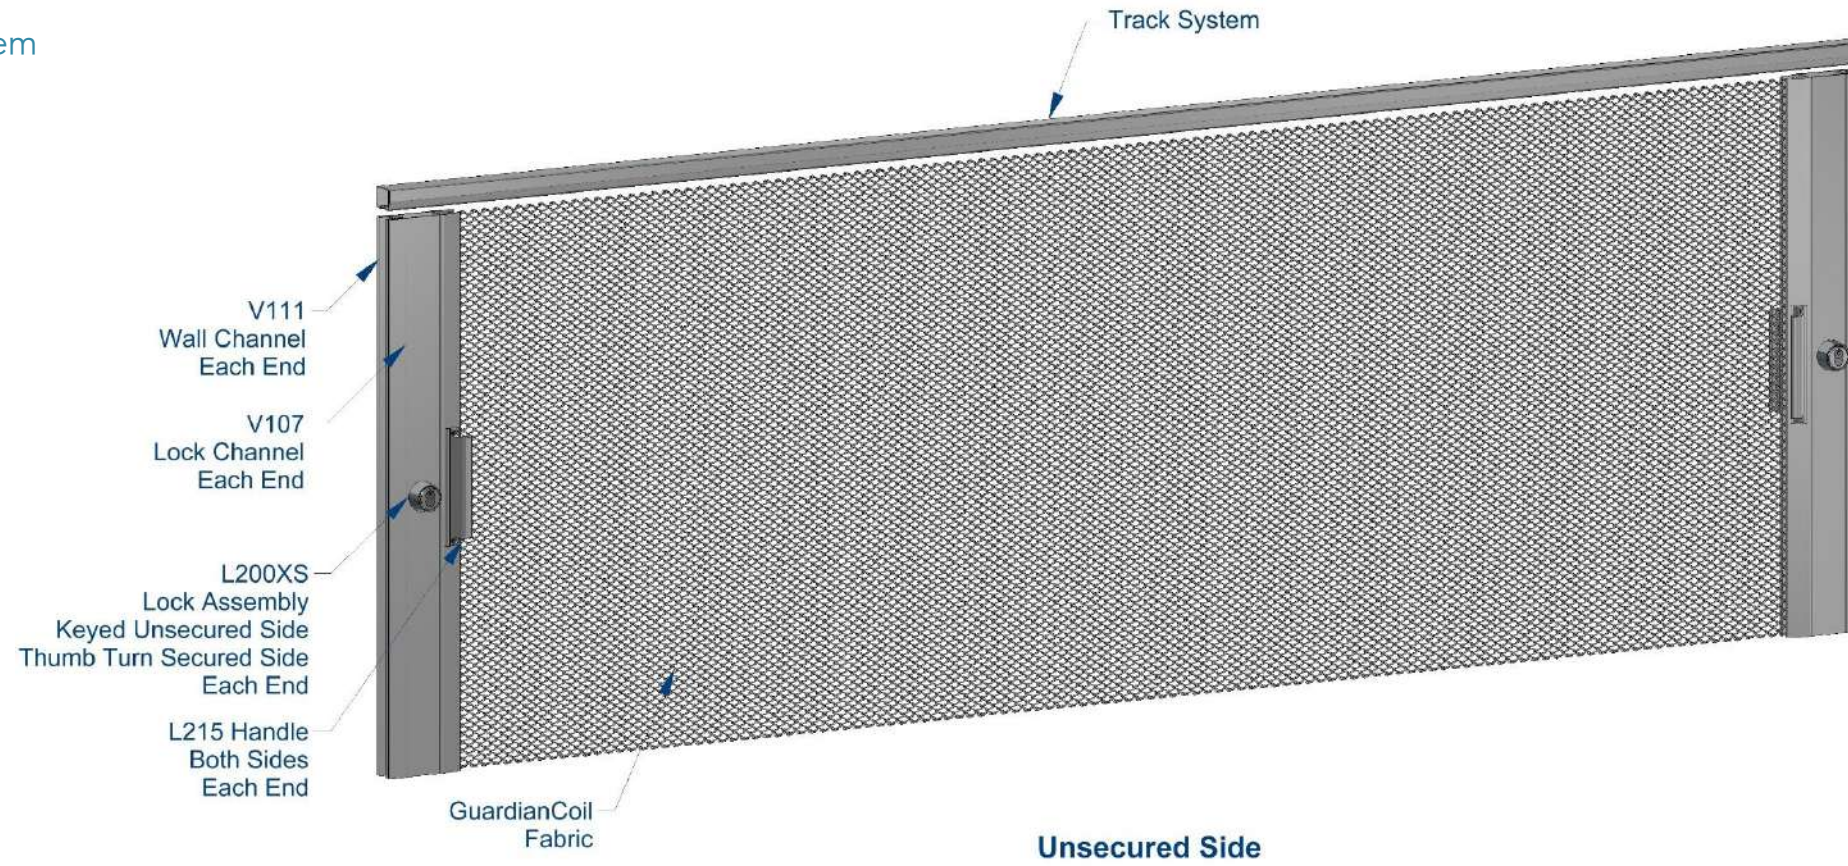 em
Track System
V111
Wall Channel
Each End
V107
Lock Channel
Each End
L200XS
Lock Assembly
Keyed Unsecured Side
Thumb Turn Secured Side
Each End
L215 Handle
Both Sides
Each End
GuardianCoil
Fabric
Unsecured Side